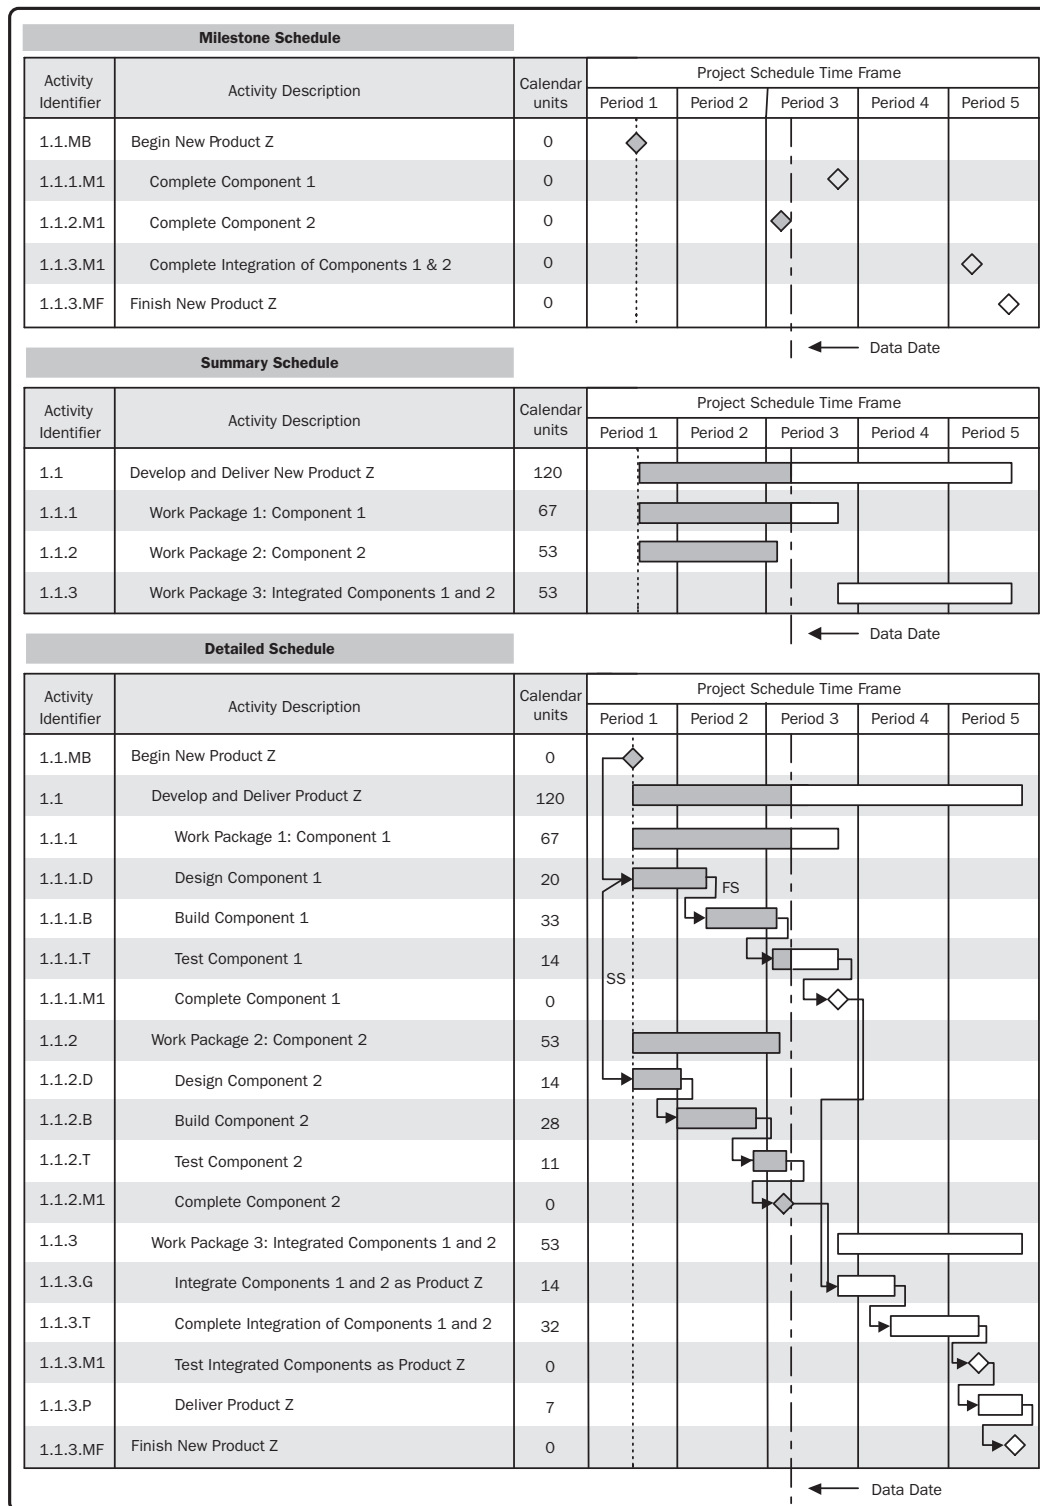 Milestone Schedule
Activity Identifier Activity Description Calendar units Project Schedule Time Frame
Period 1 Period 2 Period 3 Period 4 Period 5
1.1.MB Begin New Product Z 0
1.1.1.M1 Complete Component 1 0
1.1.2.M1 Complete Component 2 0
1.1.3.M1 Complete Integration of Components 1 & 2 0
1.1.3.MF Finish New Product Z 0
Data Date
Summary Schedule
Activity Identifier Activity Description Calendar units Project Schedule Time Frame
Period 1 Period 2 Period 3 Period 4 Period 5
1.1 Develop and Deliver New Product Z 120
1.1.1 Work Package 1: Component 1 67
1.1.2 Work Package 2: Component 2 53
1.1.3 Work Package 3: Integrated Components 1 and 2 53
Data Date
Detailed Schedule
Activity Identifier Activity Description Calendar units Project Schedule Time Frame
Period 1 Period 2 Period 3 Period 4 Period 5
1.1.MB Begin New Product Z 0
1.1 Develop and Deliver Product Z 120
1.1.1 Work Package 1: Component 1 67
1.1.1.D Design Component 1 20
FS
1.1.1.B Build Component 1 33
1.1.1.T Test Component 1 14
SS
1.1.1.M1 Complete Component 1 0
1.1.2 Work Package 2: Component 2 53
1.1.2.D Design Component 2 14
1.1.2.B Build Component 2 28
1.1.2.T Test Component 2 11
1.1.2.M1 Complete Component 2 0
1.1.3 Work Package 3: Integrated Components 1 and 2 53
1.1.3.G Integrate Components 1 and 2 as Product Z 14
1.1.3.T Complete Integration of Components 1 and 2 32
1.1.3.M1 Test Integrated Components as Product Z 0
1.1.3.P Deliver Product Z 7
1.1.3.MF Finish New Product Z 0
Data Date